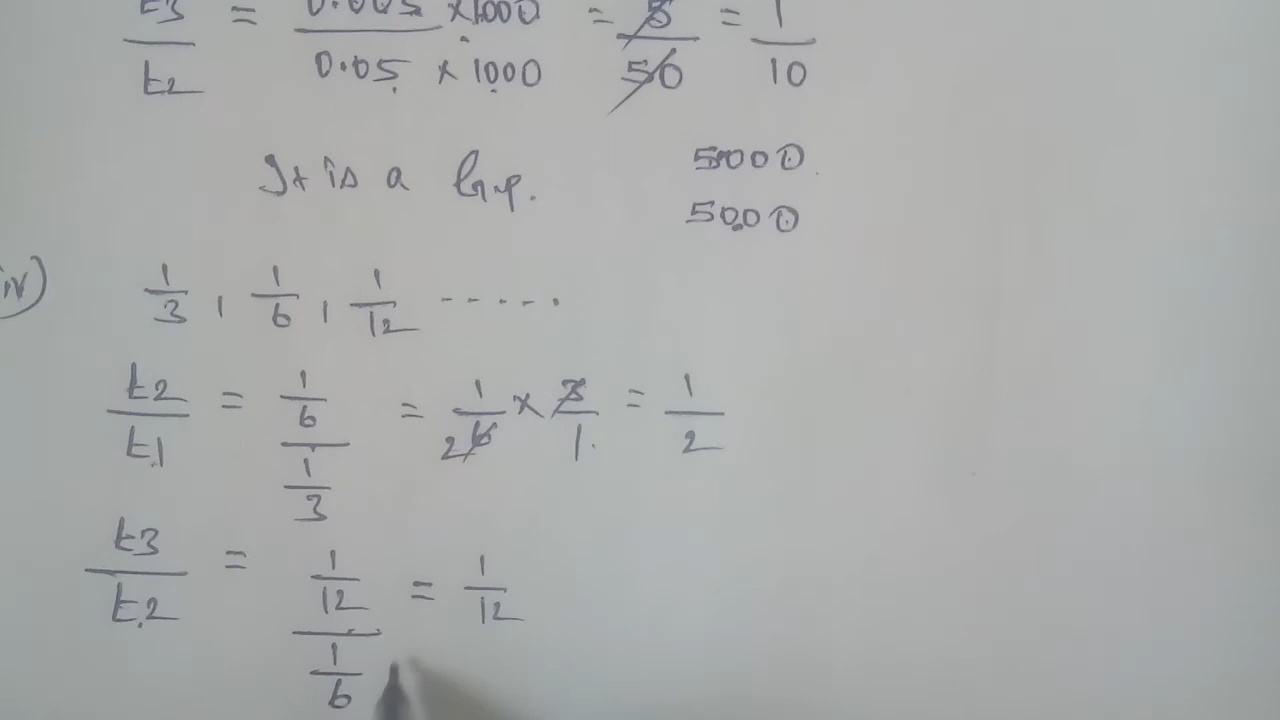 t3/t2 = 0.005 × 1000 / 0.05 × 1000 = 5/50 = 1/10
It is a G.p.
5000
5000
iv) 1/3, 1/6, 1/12 ......
t2/t1 = 1/6 / 1/3 = 1/26 × 3/1 = 1/2
t3/t2 = 1/12 / 1/6 = 1/12